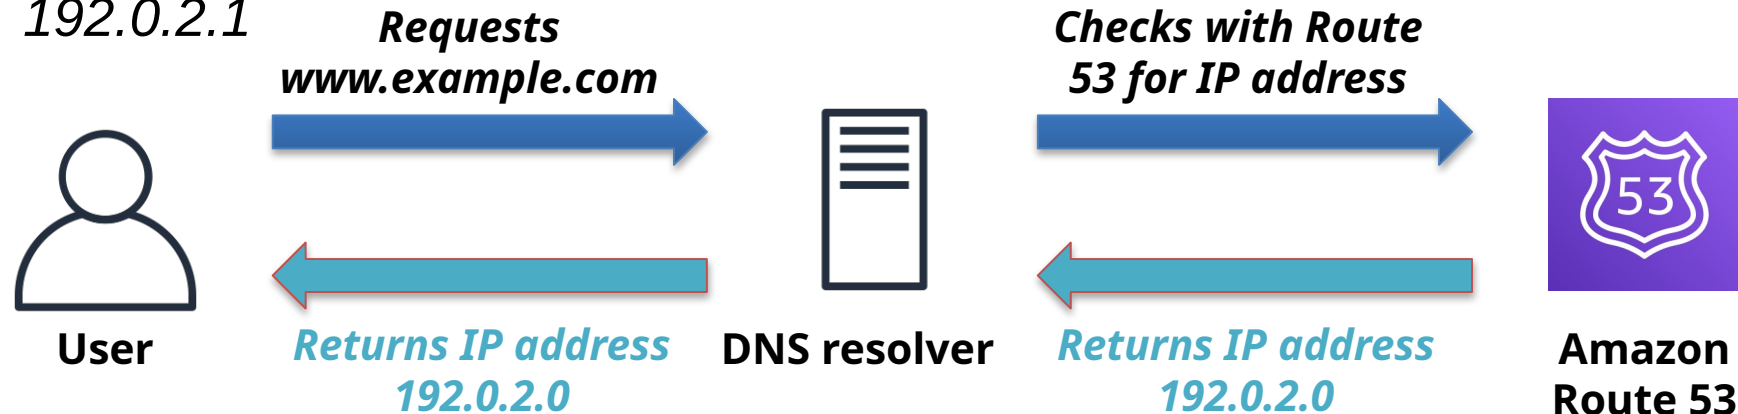 192.0.2.1
Requests
www.example.com
Checks with Route
53 for IP address
53
User
Returns IP address
192.0.2.0
DNS resolver
Returns IP address
192.0.2.0
Amazon
Route 53